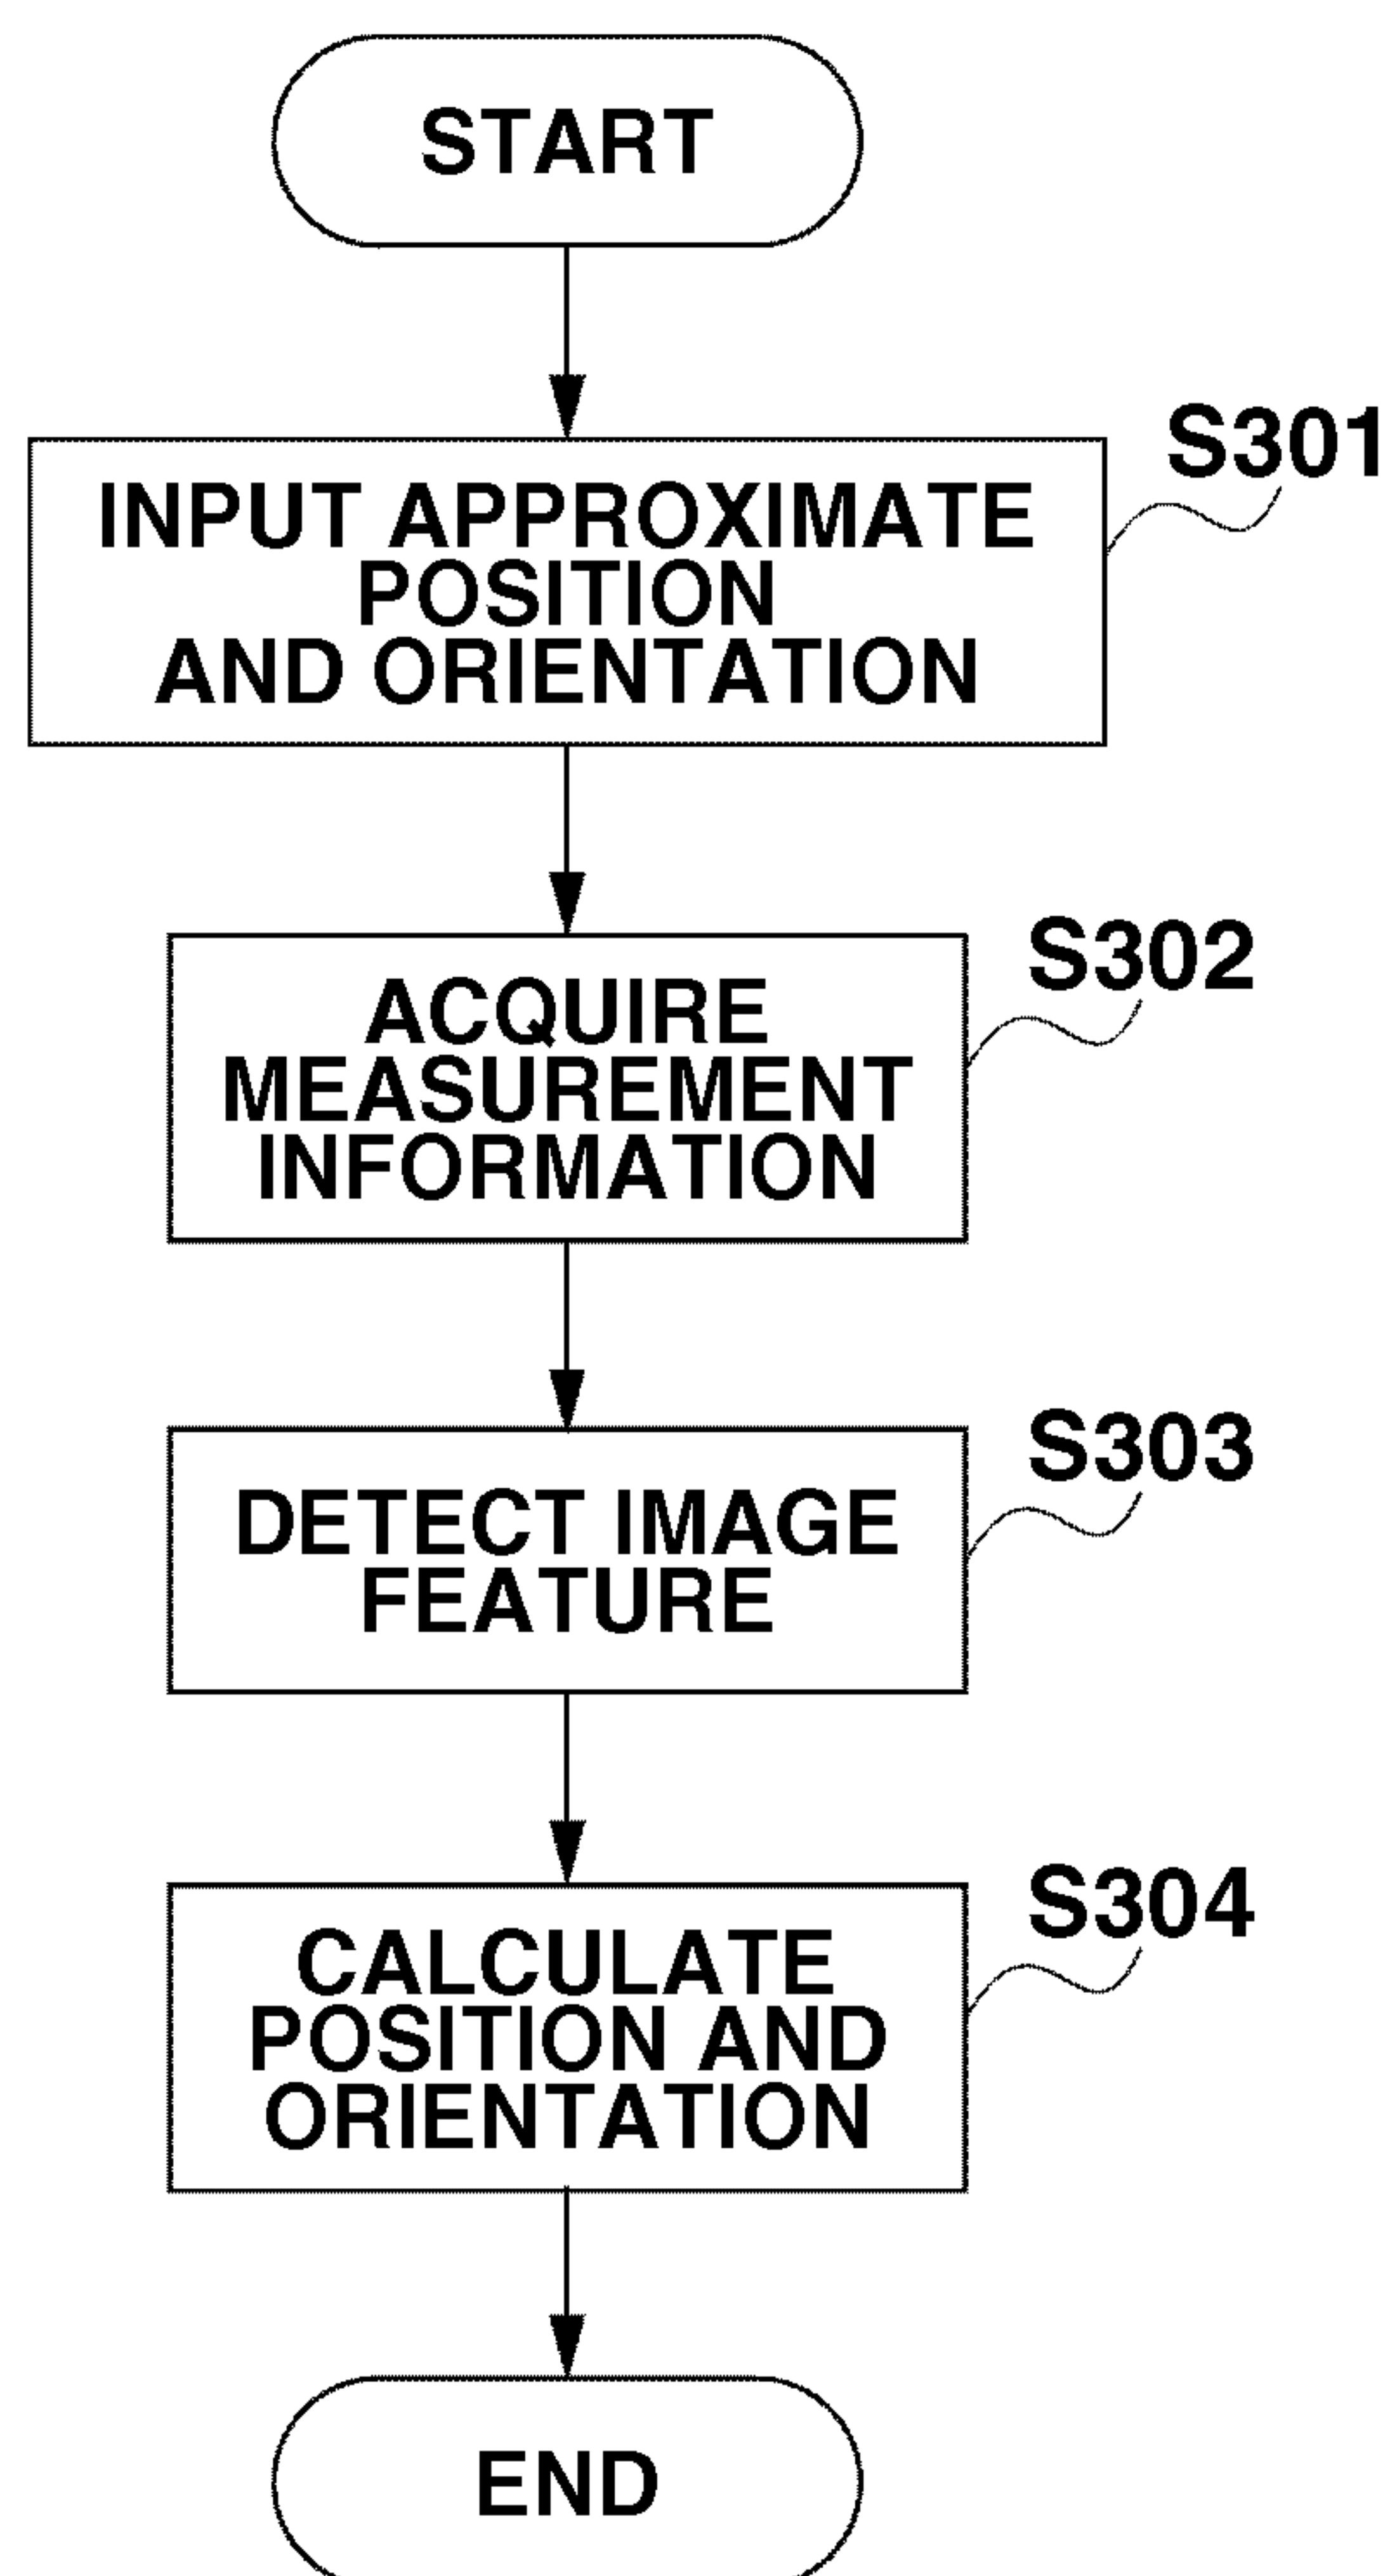 START
S301
INPUT APPROXIMATE
POSITION
AND ORIENTATION
S302
ACQUIRE
MEASUREMENT
INFORMATION
S303
DETECT IMAGE
FEATURE
S304
CALCULATE
POSITION AND
ORIENTATION
END